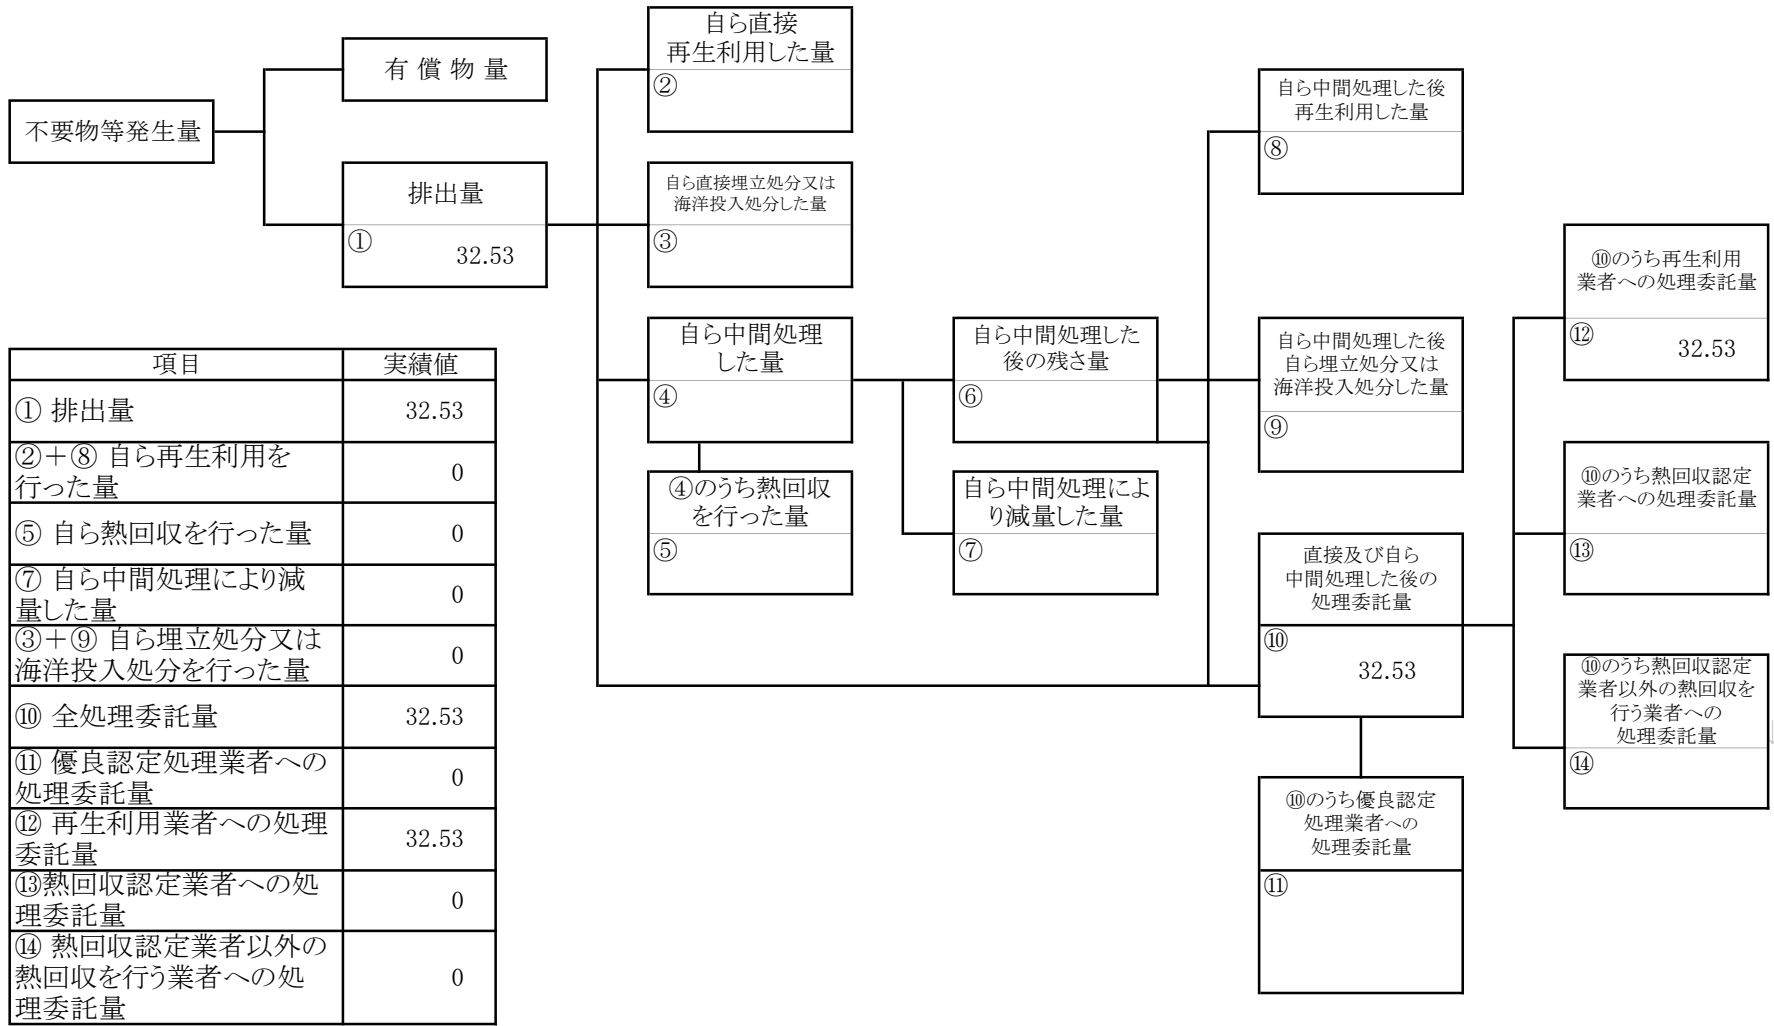 自ら直接
再生利用した量
②
有償物量
不要物等発生量
排出量
①
32.53
自ら直接埋立処分又は
海洋投入処分した量
③
自ら中間処理した後
再生利用した量
⑧
自ら中間処理
した量
④
自ら中間処理した
後の残さ量
⑥
自ら中間処理した後
自ら埋立処分又は
海洋投入処分した量
⑨
⑩のうち再生利用
業者への処理委託量
⑫
32.53
④のうち熱回収
を行った量
⑤
自ら中間処理によ
り減量した量
⑦
⑩のうち熱回収認定
業者への処理委託量
⑬
直接及び自ら
中間処理した後の
処理委託量
⑩
32.53
⑩のうち熱回収認定
業者以外の熱回収を
行う業者への
処理委託量
⑭
⑩のうち優良認定
処理業者への
処理委託量
⑪
項目 実績値
① 排出量 32.53
②+⑧ 自ら再生利用を
行った量 0
⑤ 自ら熱回収を行った量 0
⑦ 自ら中間処理により減
量した量 0
③+⑨ 自ら埋立処分又は
海洋投入処分を行った量 0
⑩ 全処理委託量 32.53
⑪ 優良認定処理業者への
処理委託量 0
⑫ 再生利用業者への処理
委託量 32.53
⑬熱回収認定業者への処
理委託量 0
⑭ 熱回収認定業者以外の
熱回収を行う業者への処
理委託量 0